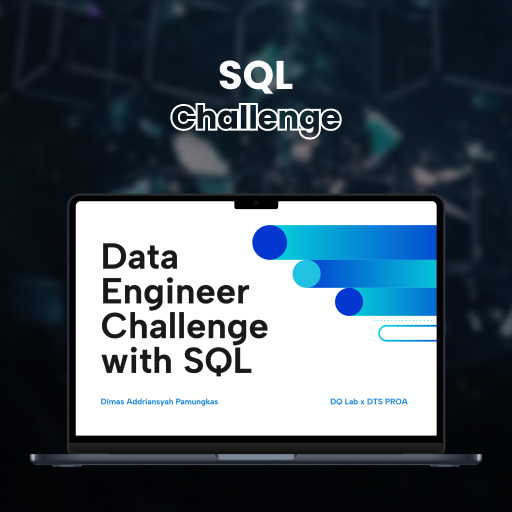 SQL
Challenge
Data
Engineer
Challenge
with SQL
Dimas Addriansyah Pamungkas
DQ Lab x DTS PROA